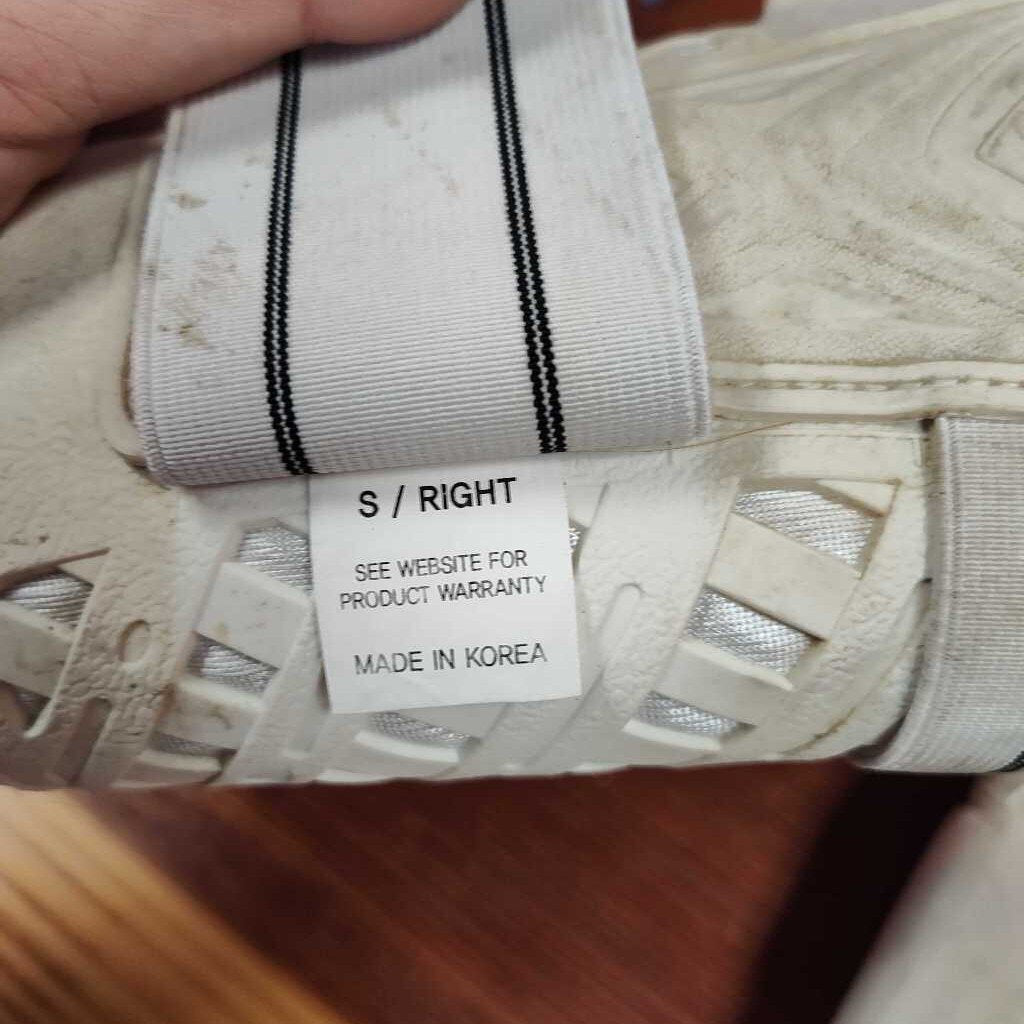 S / RIGHT
SEE WEBSITE FOR
PRODUCT WARRANTY
MADE IN KOREA